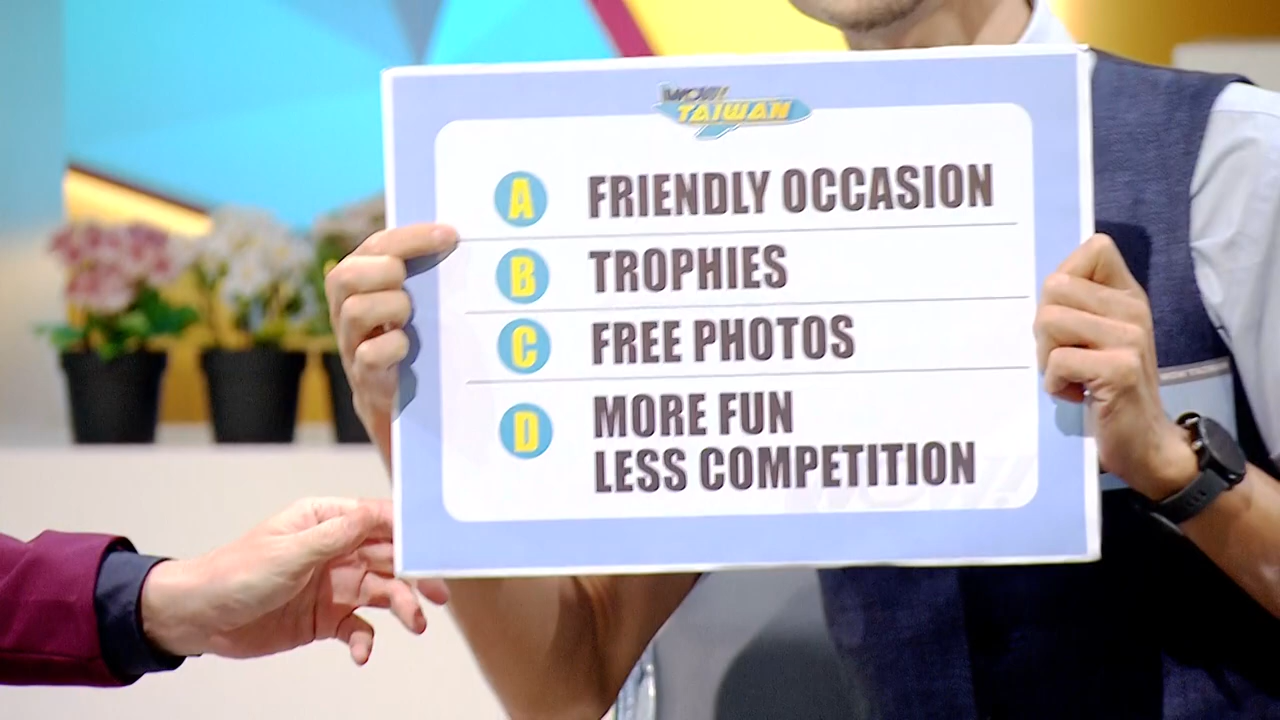 WOW!
TAIWAN
A FRIENDLY OCCASION
B TROPHIES
C FREE PHOTOS
D MORE FUN
LESS COMPETITION